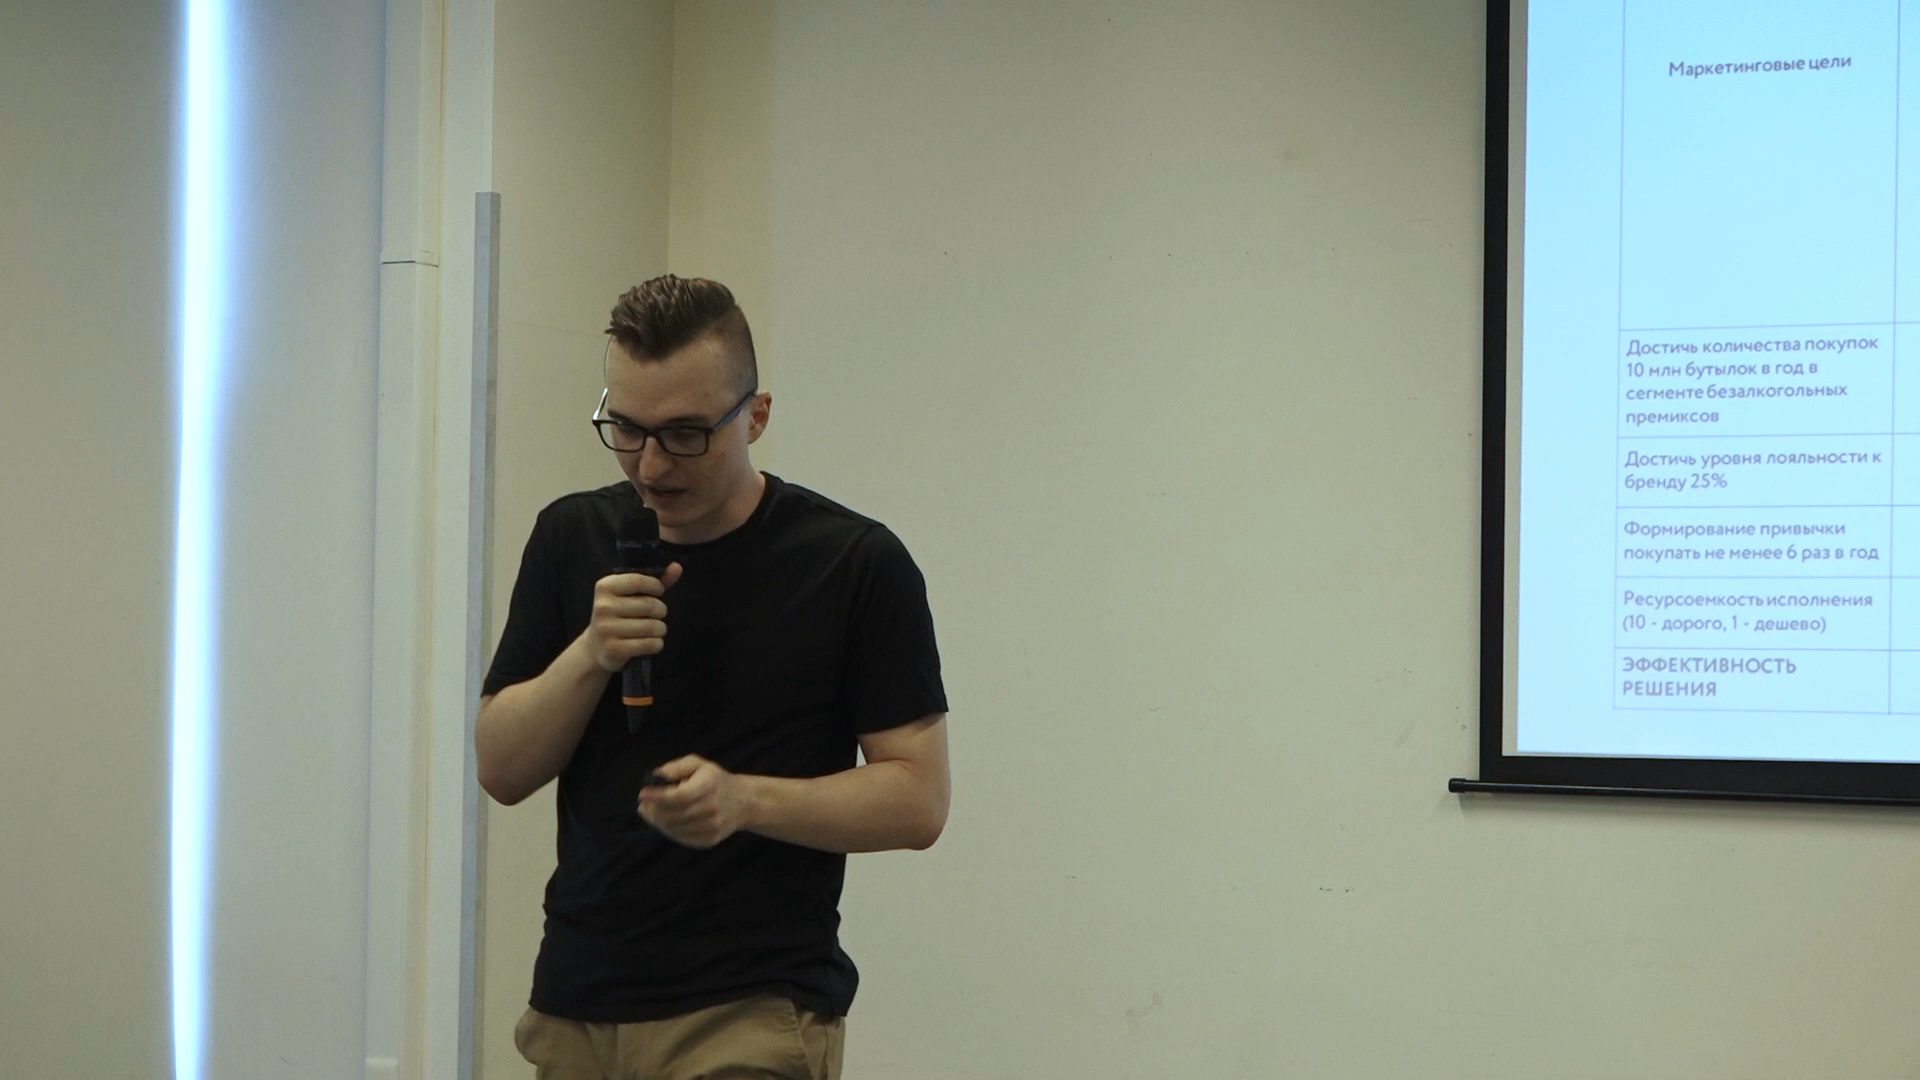 Маркетинговые цели
Достичь количества покупок
10 млн бутылок в год в
сегменте безалкогольных
премиксов
Достичь уровня лояльности к
бренду 25%
Формирование привычки
покупать не менее 6 раз в год
Ресурсоемкость исполнения
(10 - дорого, 1 - дешево)
ЭФФЕКТИВНОСТЬ
РЕШЕНИЯ